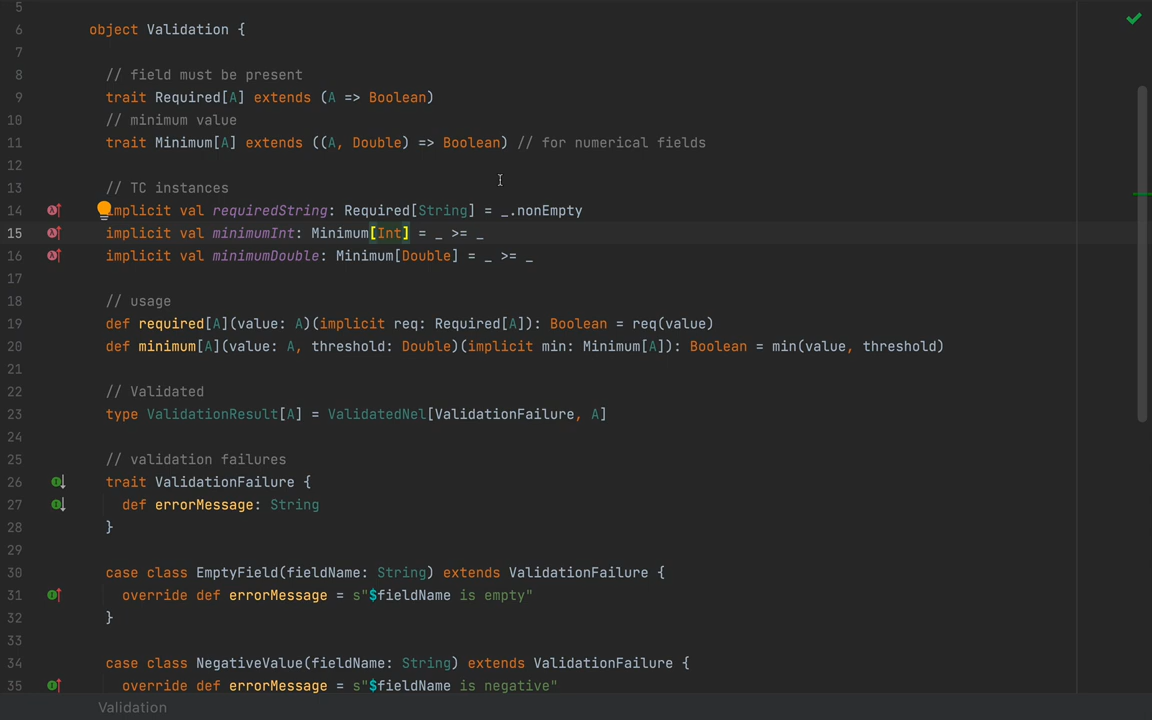 5
6 object Validation {
7
8 // field must be present
9 trait Required[A] extends (A => Boolean)
10 // minimum value
11 trait Minimum[A] extends ((A, Double) => Boolean) // for numerical fields
12
13 // TC instances
14 implicit val requiredString: Required[String] = _.nonEmpty
15 implicit val minimumInt: Minimum[Int] = _ >= _
16 implicit val minimumDouble: Minimum[Double] = _ >= _
17
18 // usage
19 def required[A](value: A)(implicit req: Required[A]): Boolean = req(value)
20 def minimum[A](value: A, threshold: Double)(implicit min: Minimum[A]): Boolean = min(value, threshold)
21
22 // Validated
23 type ValidationResult[A] = ValidatedNel[ValidationFailure, A]
24
25 // validation failures
26 trait ValidationFailure {
27 def errorMessage: String
28 }
29
30 case class EmptyField(fieldName: String) extends ValidationFailure {
31 override def errorMessage = s"$fieldName is empty"
32 }
33
34 case class NegativeValue(fieldName: String) extends ValidationFailure {
35 override def errorMessage = s"$fieldName is negative"
Validation